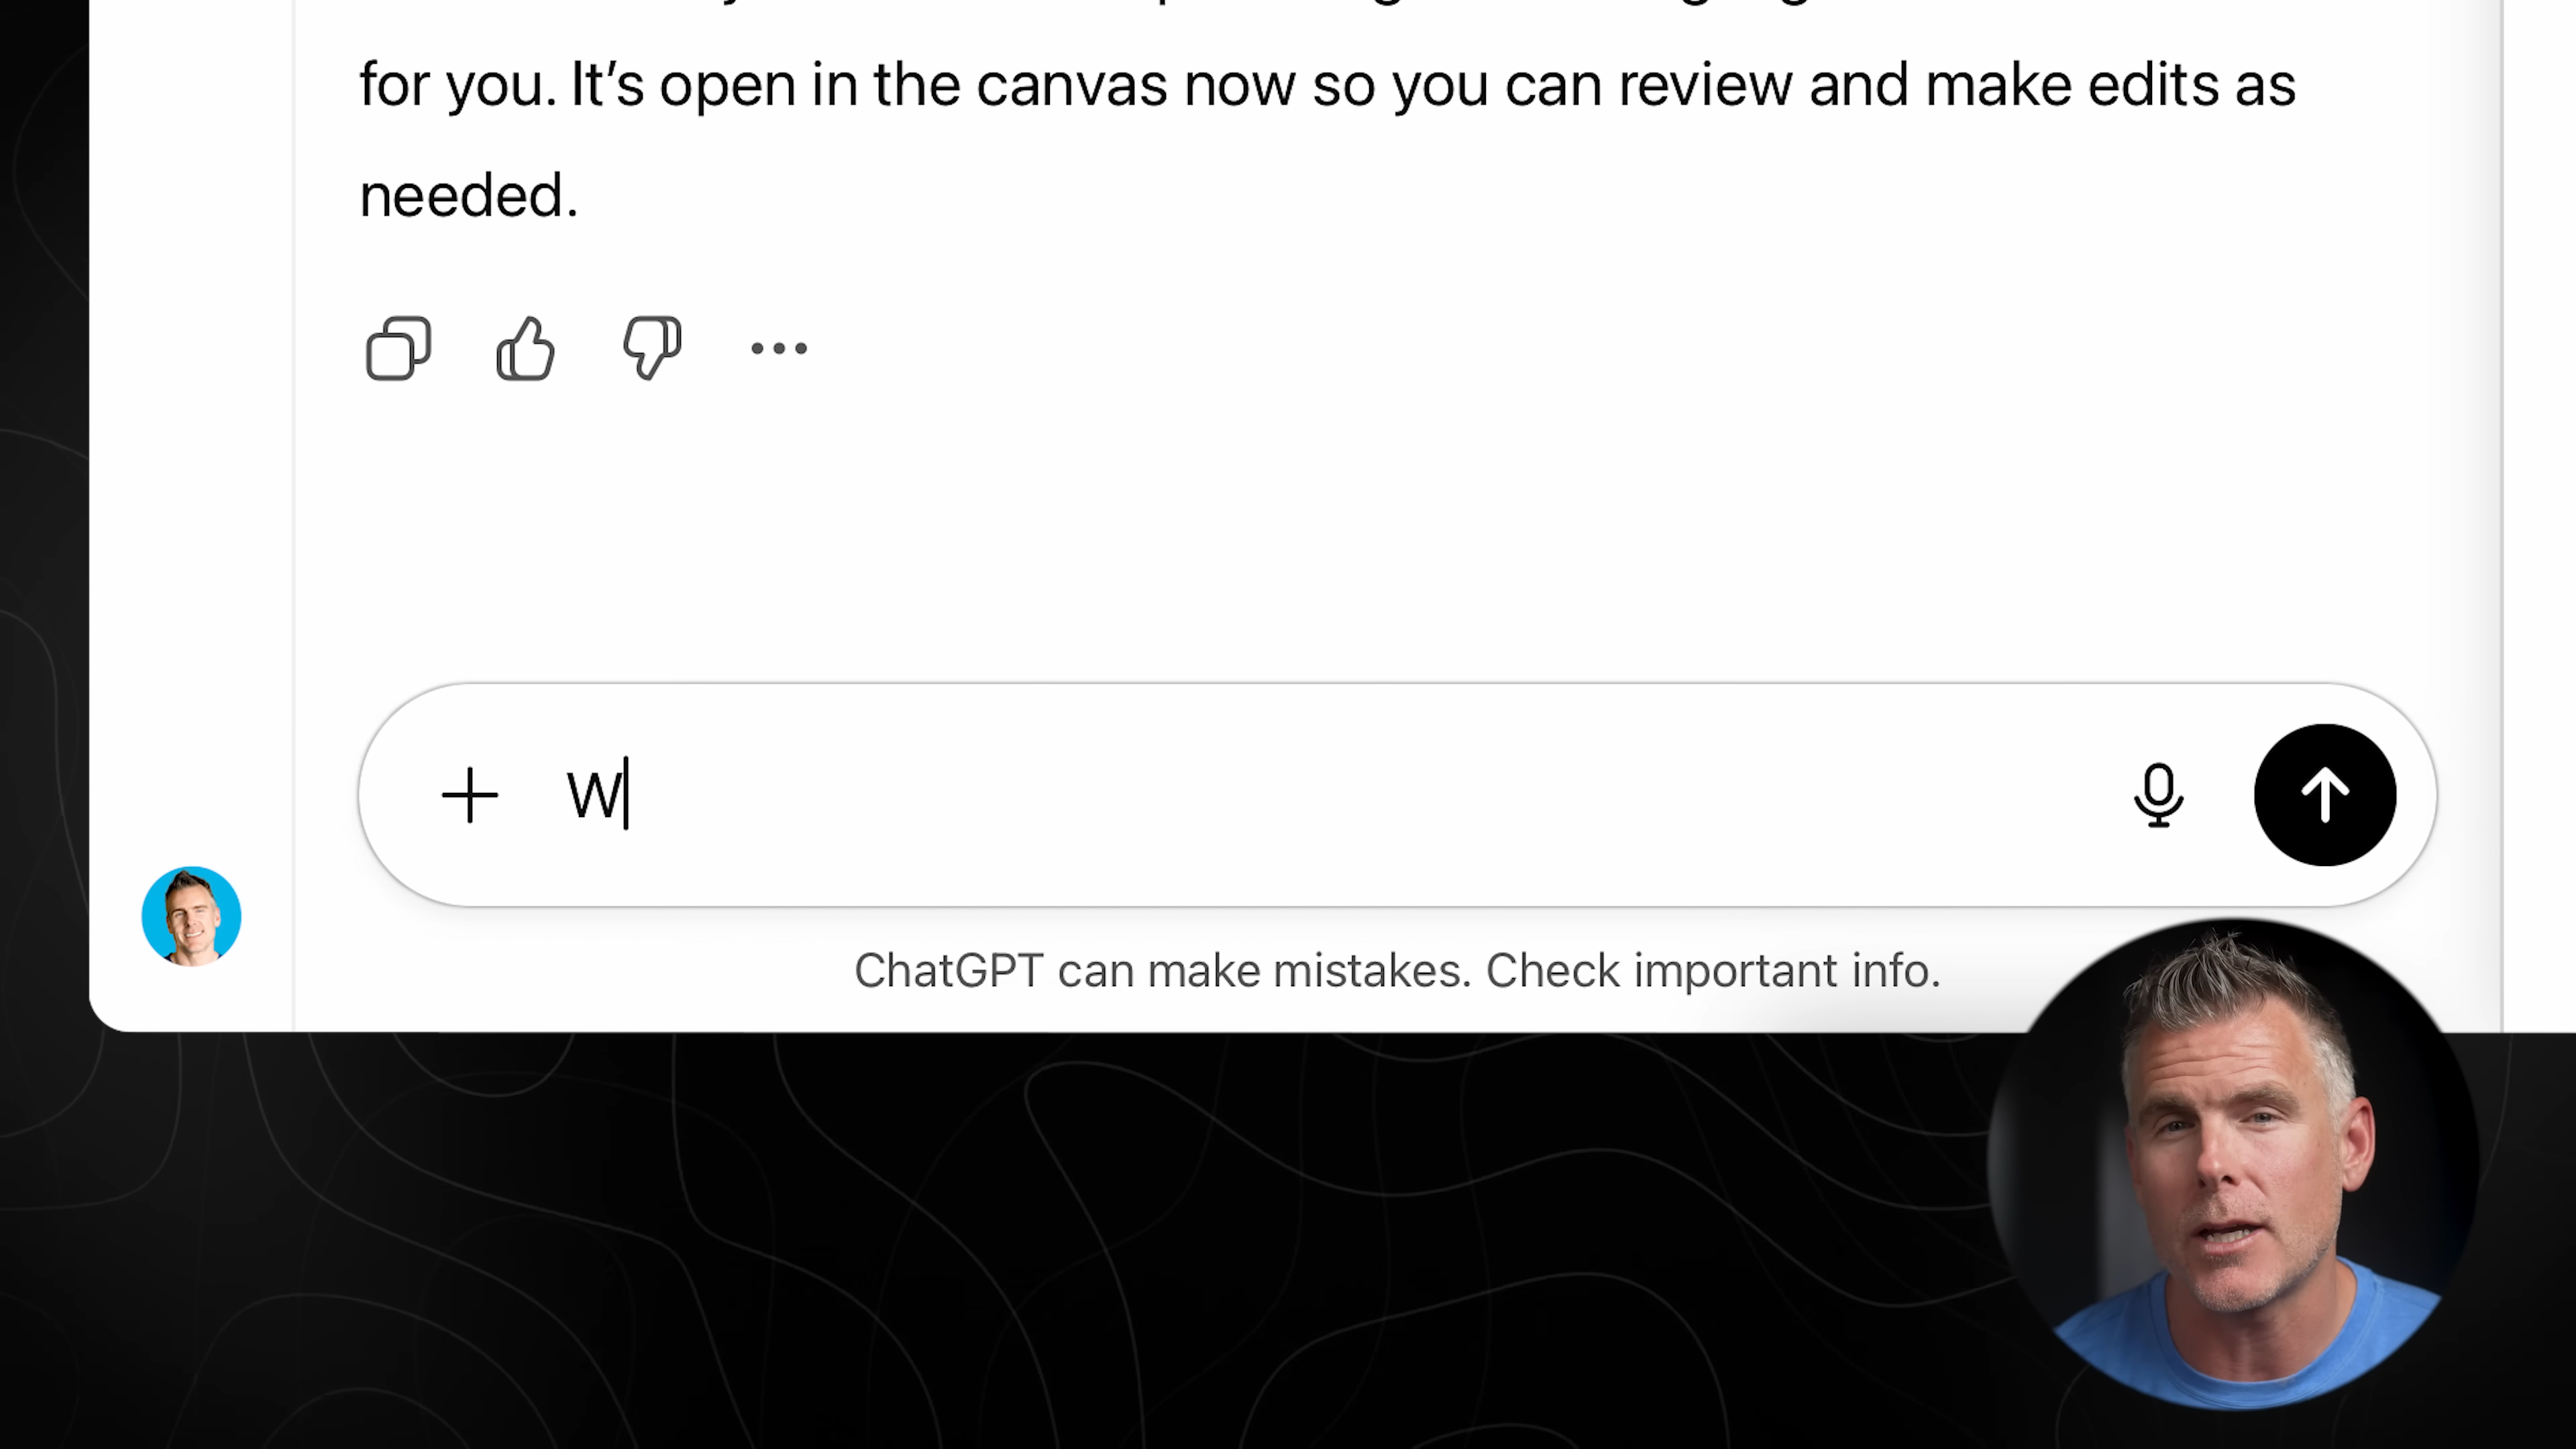 for you. It’s open in the canvas now so you can review and make edits as
needed.
W
ChatGPT can make mistakes. Check important info.